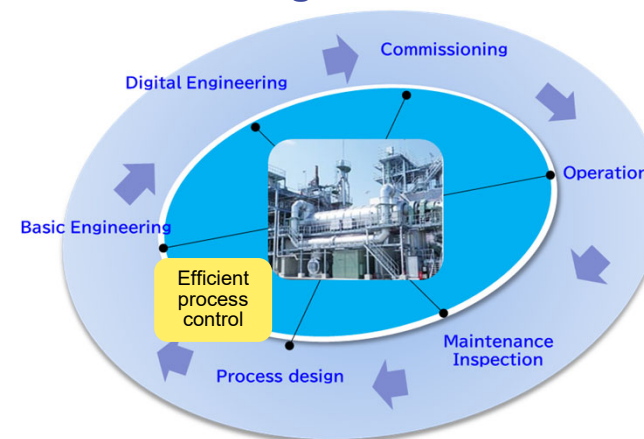 Commissioning
Digital Engineering
Operation
Basic Engineering
Efficient
process
control
Maintenance
Inspection
Process design